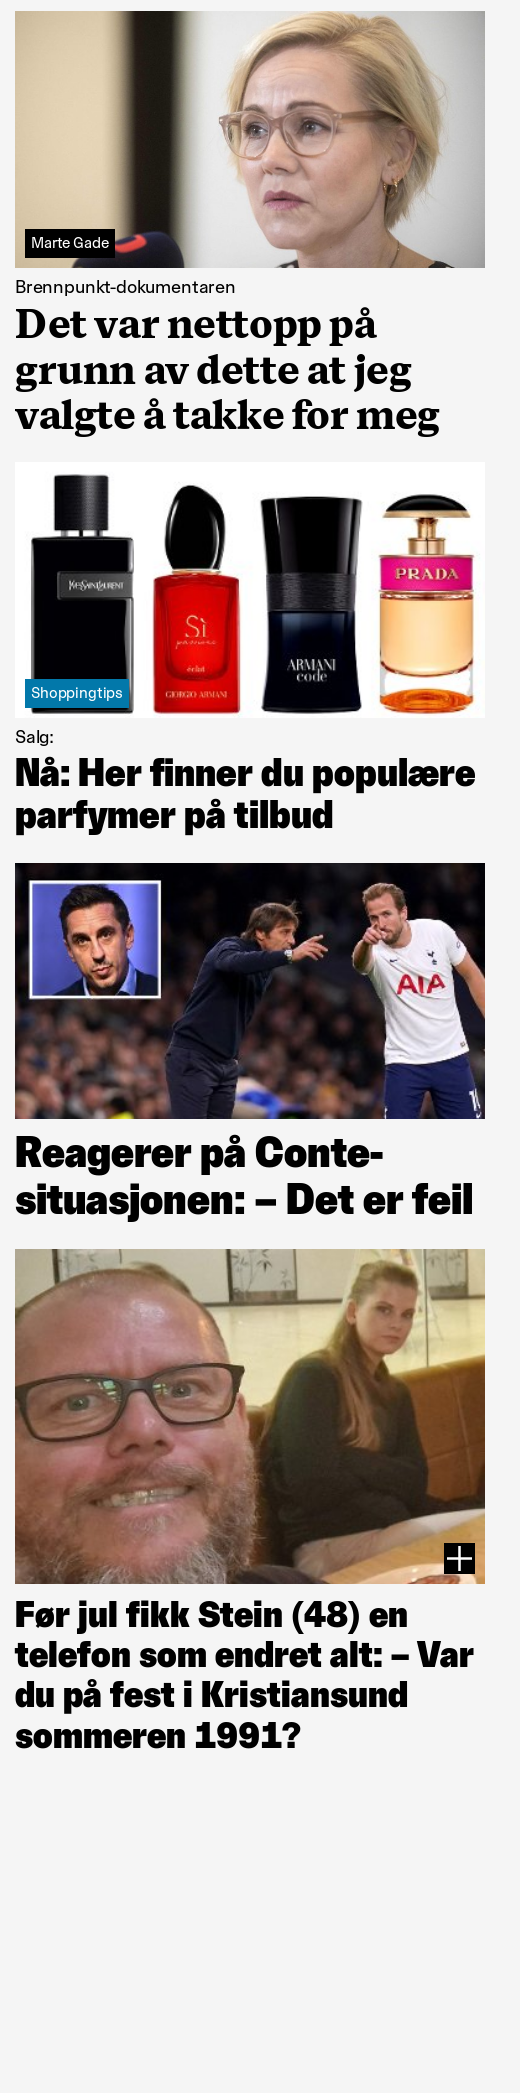 Marte Gade
Brennpunkt-dokumentaren
Det var nettopp på
grunn av dette at jeg
valgte å takke for meg
YVESSAINTLAURENT
PRADA
Sì
passione
éclat
GIORGIO ARMANI
ARMANI
code
Shoppingtips
Salg:
Nå: Her finner du populære
parfymer på tilbud
AIA
Reagerer på Conte-
situasjonen: – Det er feil
Før jul fikk Stein (48) en
telefon som endret alt: – Var
du på fest i Kristiansund
sommeren 1991?